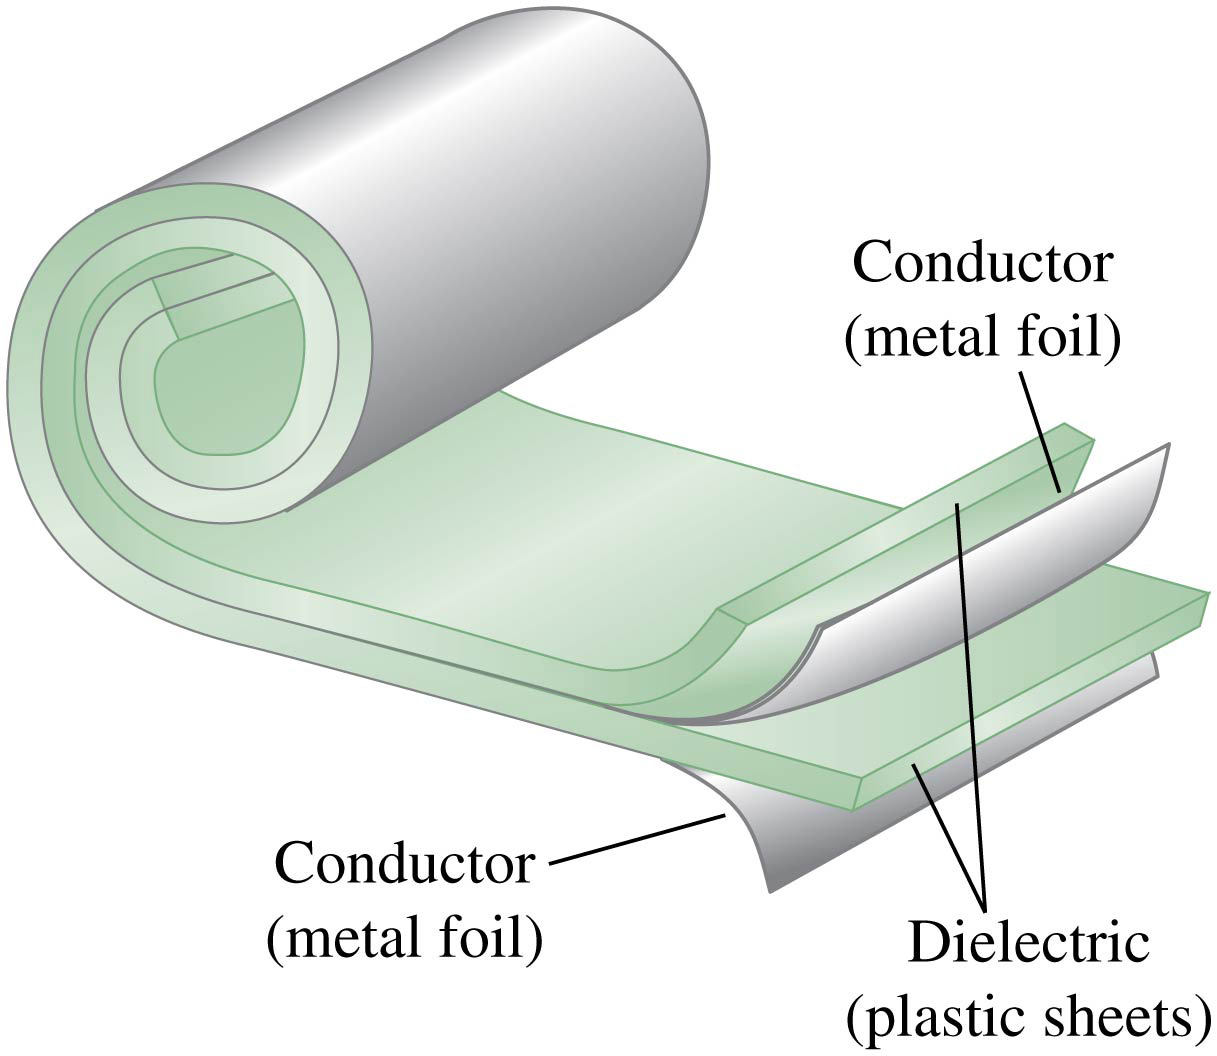 Conductor
(metal foil)
Conductor
(metal foil)
Dielectric
(plastic sheets)